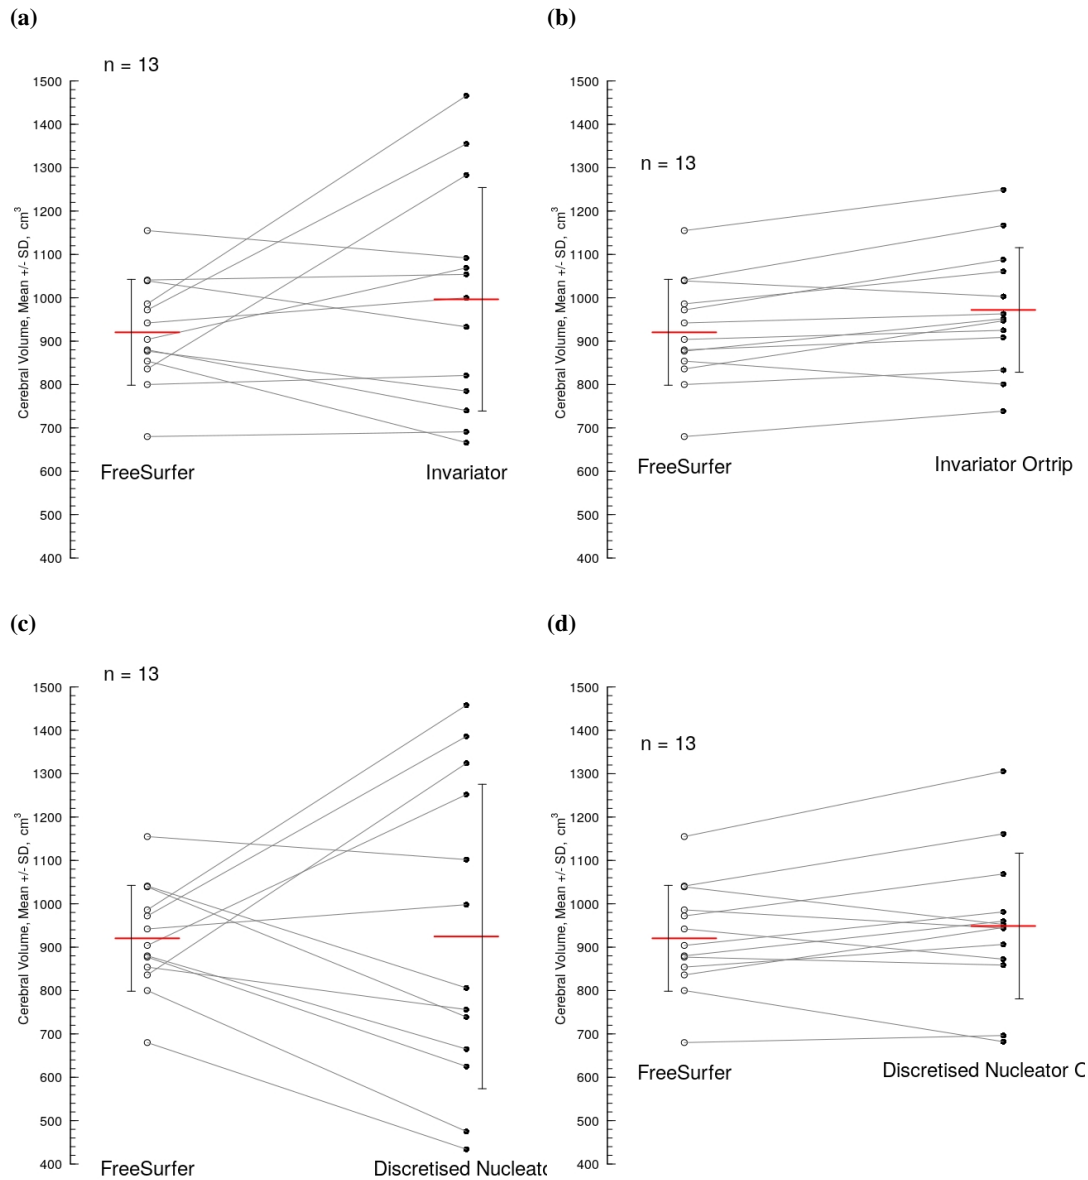 (a)
n = 13
1500
1400
1300
1200
1100
1000
900
800
700
600
500
400
Cerebral Volume, Mean +/- SD, cm³
FreeSurfer
Invariator
(b)
n = 13
1500
1400
1300
1200
1100
1000
900
800
700
600
500
400
Cerebral Volume, Mean +/- SD, cm³
FreeSurfer
Invariator Ortrip
(c)
n = 13
1500
1400
1300
1200
1100
1000
900
800
700
600
500
400
Cerebral Volume, Mean +/- SD, cm³
FreeSurfer
Discretised Nucleato
(d)
n = 13
1500
1400
1300
1200
1100
1000
900
800
700
600
500
400
Cerebral Volume, Mean +/- SD, cm³
FreeSurfer
Discretised Nucleator O